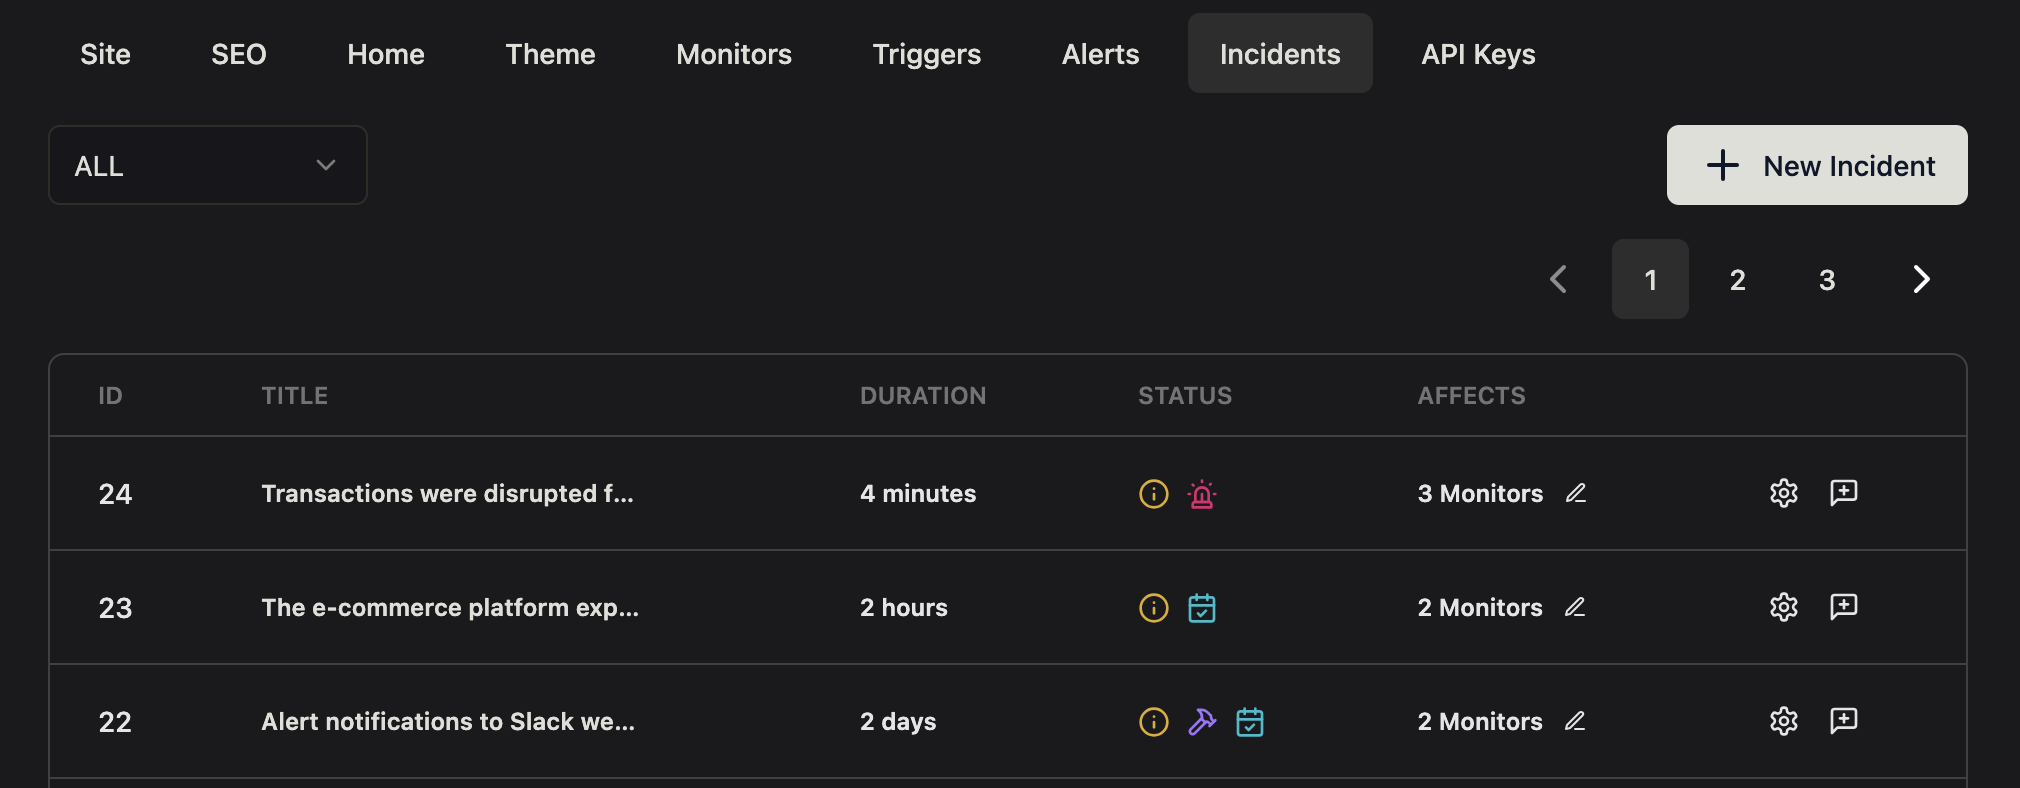 Site SEO Home Theme Monitors Triggers Alerts Incidents API Keys
ALL
New Incident
1 2 3
ID TITLE DURATION STATUS AFFECTS
24 Transactions were disrupted f... 4 minutes 3 Monitors
23 The e-commerce platform exp... 2 hours 2 Monitors
22 Alert notifications to Slack we... 2 days 2 Monitors